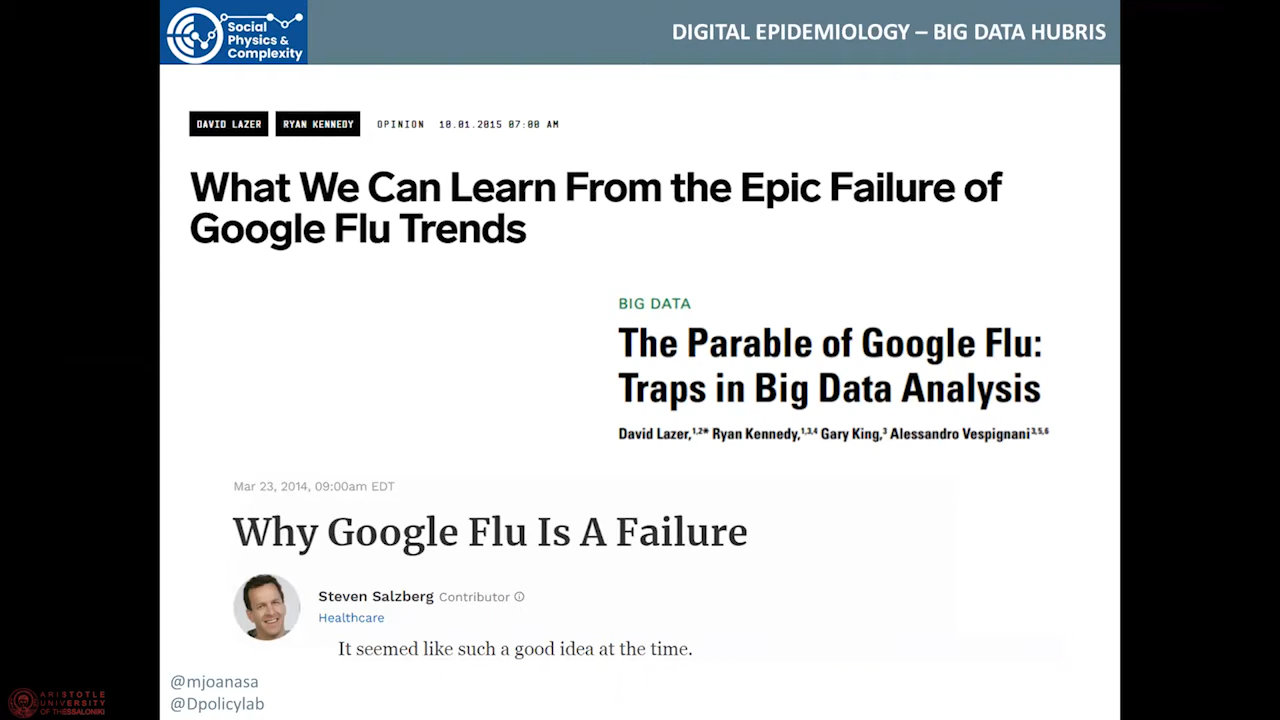 Social
Physics &
Complexity
DIGITAL EPIDEMIOLOGY – BIG DATA HUBRIS
DAVID LAZER RYAN KENNEDY OPINION 10.01.2015 07:00 AM
What We Can Learn From the Epic Failure of
Google Flu Trends
BIG DATA
The Parable of Google Flu:
Traps in Big Data Analysis
David Lazer,1,2* Ryan Kennedy,1,3,4 Gary King,3 Alessandro Vespignani3,5,6
Mar 23, 2014, 09:00am EDT
Why Google Flu Is A Failure
Steven Salzberg Contributor
Healthcare
It seemed like such a good idea at the time.
@mjoanasa
@Dpolicylab
ARISTOTLE
UNIVERSITY
OF THESSALONIKI